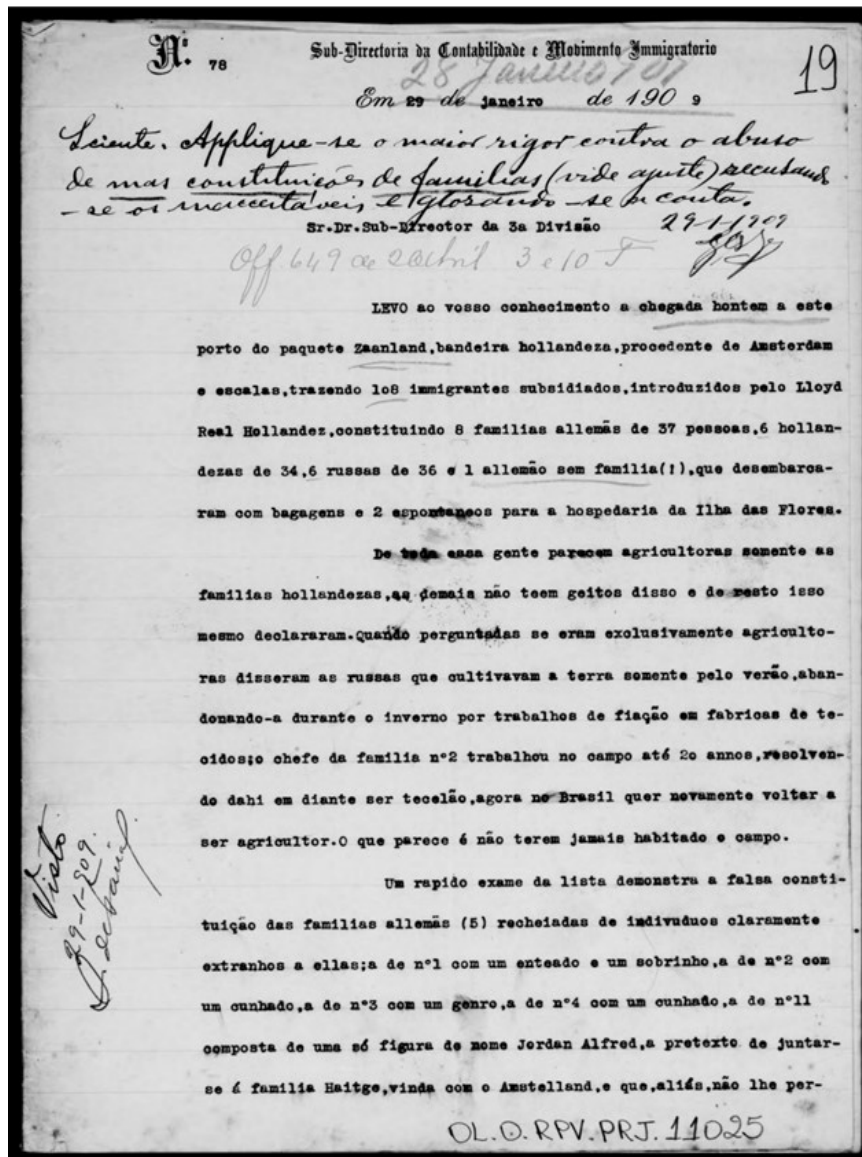 Nº 78 Sub-Directoria da Contabilidade e Movimento Immigratorio
28 Janeiro 909
19
Em 29 de janeiro de 1909
Sciente. Applique-se o maior rigor contra o abuso
de mas constituições de familias (vide ajuste) recusando
-se os inacceitáveis e glosando-se a conta.
29-1-909
Sr.Dr.Sub-Director da 3a Divisão
Off. 649 de 2 abril 3 e 10
LEVO ao vosso conhecimento a chegada hontem a este
porto do paquete Zaanland,bandeira hollandeza,procedente de Amsterdam
e escalas,trazendo 1o8 immigrantes subsidiados,introduzidos pelo Lloyd
Real Hollandez,constituindo 8 familias allemãs de 37 pessoas,6 hollan-
dezas de 34,6 russas de 36 e 1 allemão sem familia(!),que desembarca-
ram com bagagens e 2 espontaneos para a hospedaria da Ilha das Flores.
De toda essa gente parecem agricultoras somente as
familias hollandezas,as demais não teem geitos disso e de resto isso
mesmo declararam.Quando perguntadas se eram exclusivamente agriculto-
ras disseram as russas que cultivavam a terra somente pelo verão,aban-
donando-a durante o inverno por trabalhos de fiação em fabricas de te-
cidos;o chefe da familia nº2 trabalhou no campo até 2o annos,resolven-
do dahi em diante ser tecelão,agora no Brasil quer novamente voltar a
ser agricultor.O que parece é não terem jamais habitado o campo.
Um rapido exame da lista demonstra a falsa consti-
tuição das familias allemãs (5) recheiadas de indivuduos claramente
extranhos a ellas;a de nº1 com um enteado e um sobrinho,a de nº2 com
um cunhado,a de nº3 com um genro,a de nº4 com um cunhado,a de nº11
composta de uma só figura de nome Jordan Alfred,a pretexto de juntar-
se á familia Haitge,vinda com o Amstelland,e que,aliás,não lhe per-
Visto.
29-1-909.
OL.O.RPV.PRJ.11025